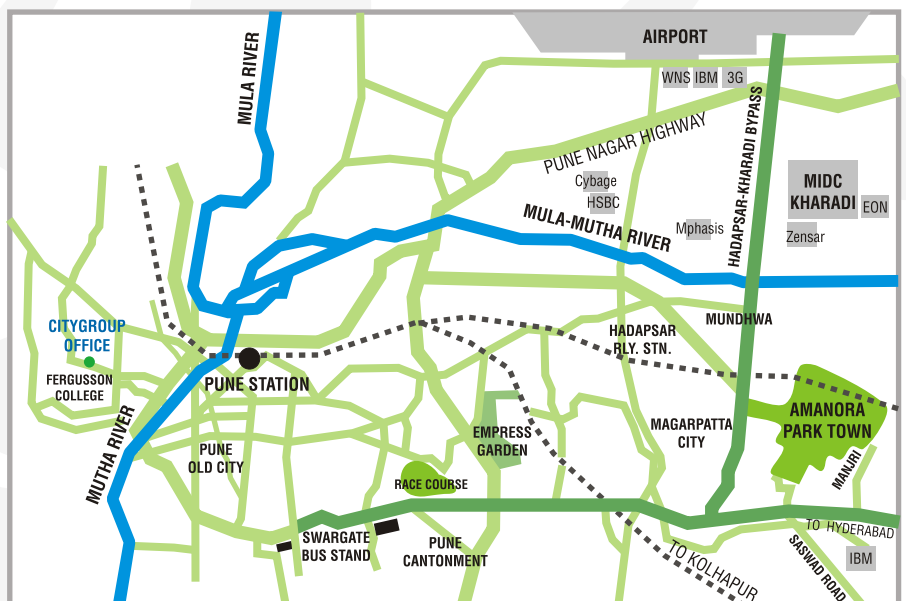 AIRPORT
WNS
IBM
3G
MULA RIVER
PUNE NAGAR HIGHWAY
HADAPSAR-KHARADI BYPASS
Cybage
HSBC
MIDC
KHARADI
EON
MULA-MUTHA RIVER
Mphasis
Zensar
CITYGROUP
OFFICE
MUNDHWA
HADAPSAR
RLY. STN.
FERGUSSON
COLLEGE
PUNE STATION
MUTHA RIVER
AMANORA
PARK TOWN
EMPRESS
GARDEN
MAGARPATTA
CITY
PUNE
OLD CITY
MANJRI
RACE COURSE
SWARGATE
BUS STAND
PUNE
CANTONMENT
TO HYDERABAD
TO KOLHAPUR
SASWAD ROAD
IBM